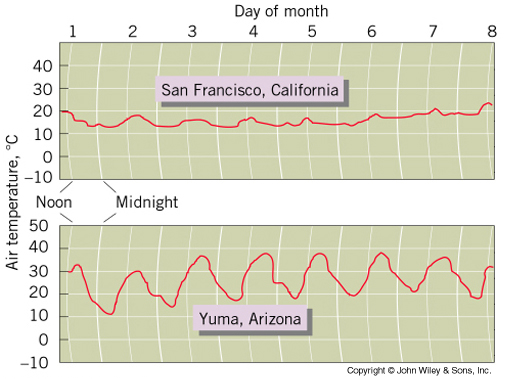 Day of month
1 2 3 4 5 6 7 8
40
30
20
10
0
−10
San Francisco, California
Noon
Midnight
Air temperature, °C
50
40
30
20
10
0
−10
Yuma, Arizona
Copyright © John Wiley & Sons, Inc.